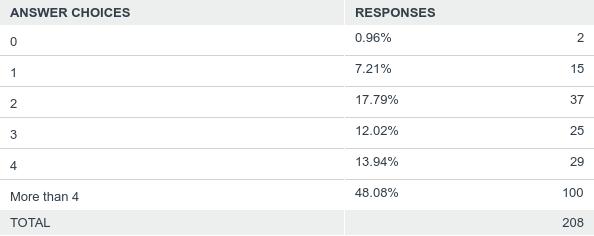 ANSWER CHOICES RESPONSES
0 0.96% 2
1 7.21% 15
2 17.79% 37
3 12.02% 25
4 13.94% 29
More than 4 48.08% 100
TOTAL 208